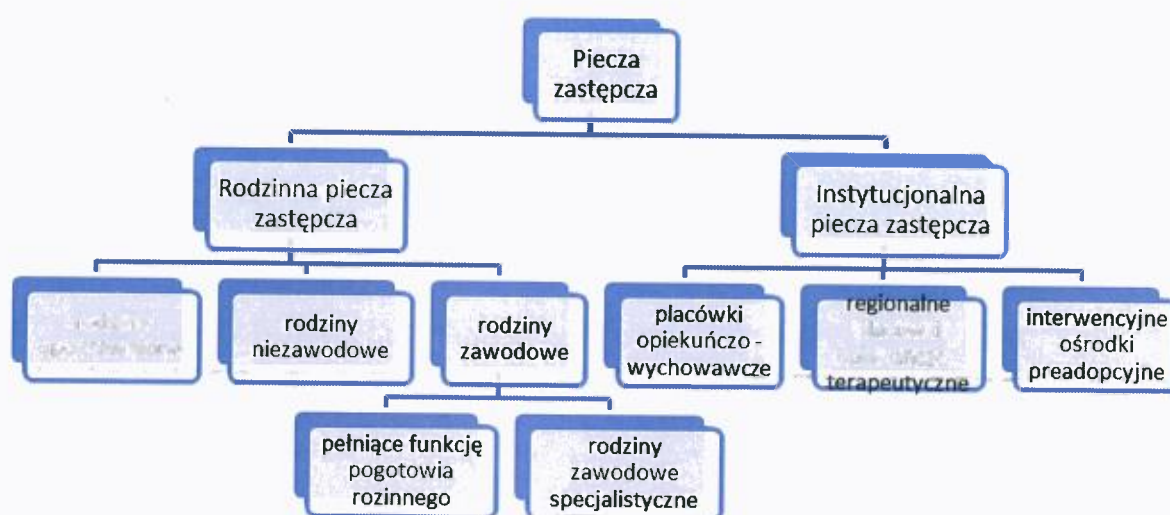 Piecza
zastępcza
Rodzinna piecza
zastępcza
Instytucjonalna
piecza zastępcza
rodziny
niezawodowe
rodziny
zawodowe
placówki
opiekuńczo -
wychowawcze
regionalne
terapeutyczne
interwencyjne
ośrodki
preadopcyjne
pełniące funkcję
pogotowia
rozinnego
rodziny
zawodowe
specjalistyczne